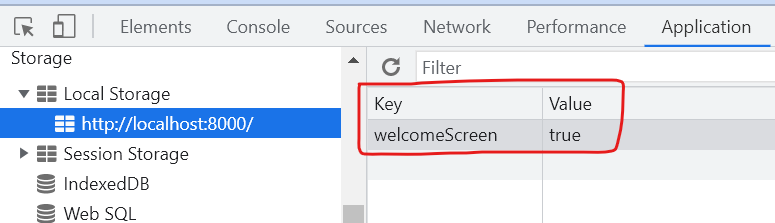 Elements Console Sources Network Performance Application
Storage
Filter
Local Storage
Key Value
http://localhost:8000/
welcomeScreen true
Session Storage
IndexedDB
Web SQL